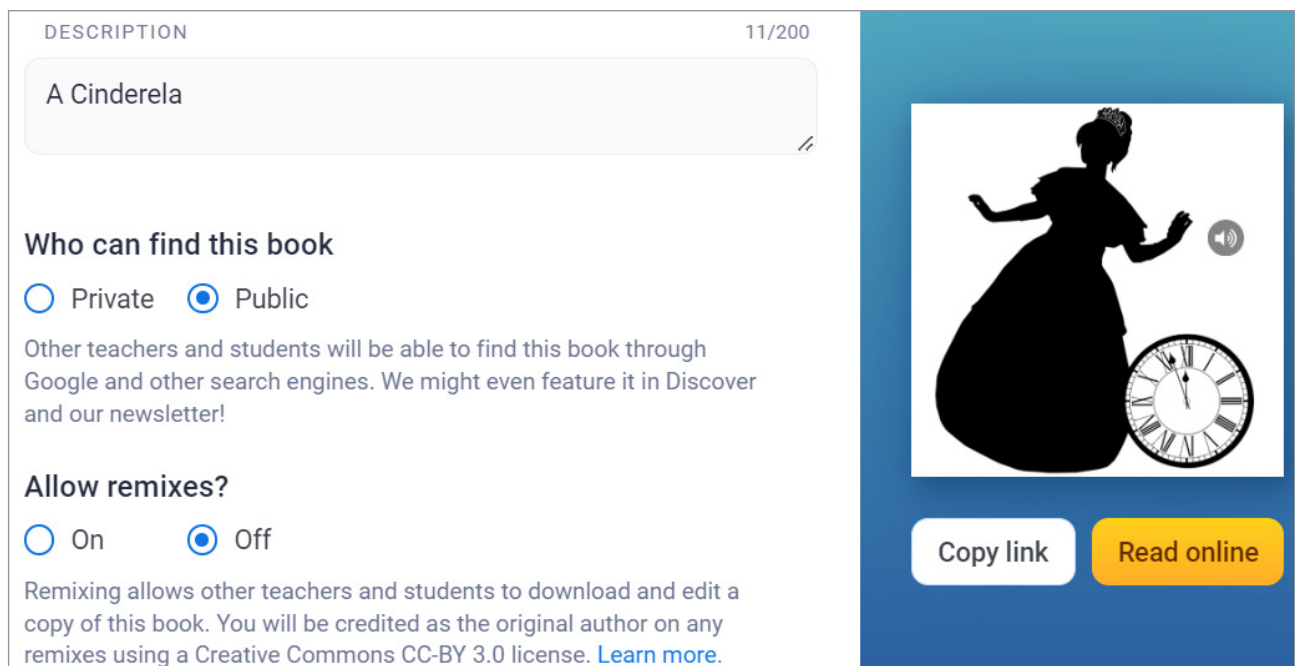 DESCRIPTION 11/200
A Cinderela
Who can find this book
Private Public
Other teachers and students will be able to find this book through
Google and other search engines. We might even feature it in Discover
and our newsletter!
Allow remixes?
On Off
Remixing allows other teachers and students to download and edit a
copy of this book. You will be credited as the original author on any
remixes using a Creative Commons CC-BY 3.0 license. Learn more.
Copy link Read online